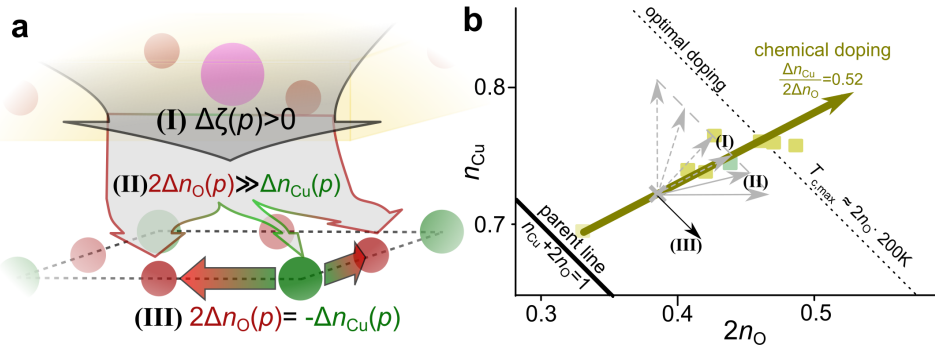 a
(I) Δζ(p)>0
(II)2Δn_O(p)≫Δn_Cu(p)
(III) 2Δn_O(p)= -Δn_Cu(p)
b
n_Cu
0.8
0.7
0.3
0.4
0.5
2n_O
optimal doping
chemical doping
Δn_Cu
2Δn_O
=0.52
(I)
(II)
(III)
parent line
n_Cu+2n_O=1
T_c,max ≈ 2n_O · 200K